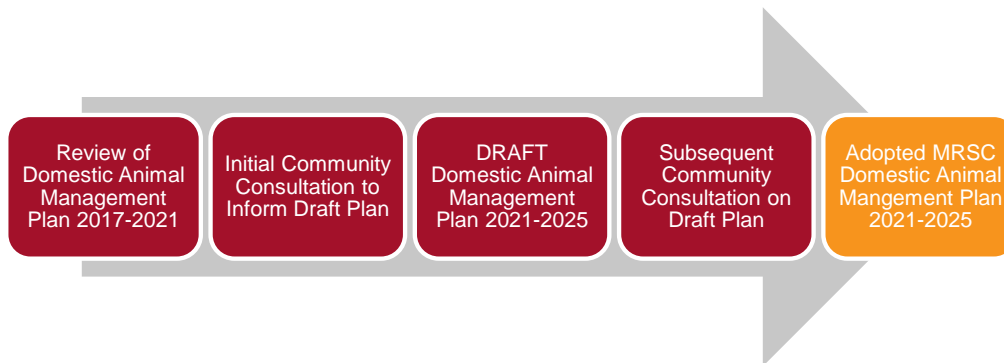 Review of
Domestic Animal
Management
Plan 2017-2021
Initial Community
Consultation to
Inform Draft Plan
DRAFT
Domestic Animal
Management
Plan 2021-2025
Subsequent
Community
Consultation on
Draft Plan
Adopted MRSC
Domestic Animal
Mangement Plan
2021-2025